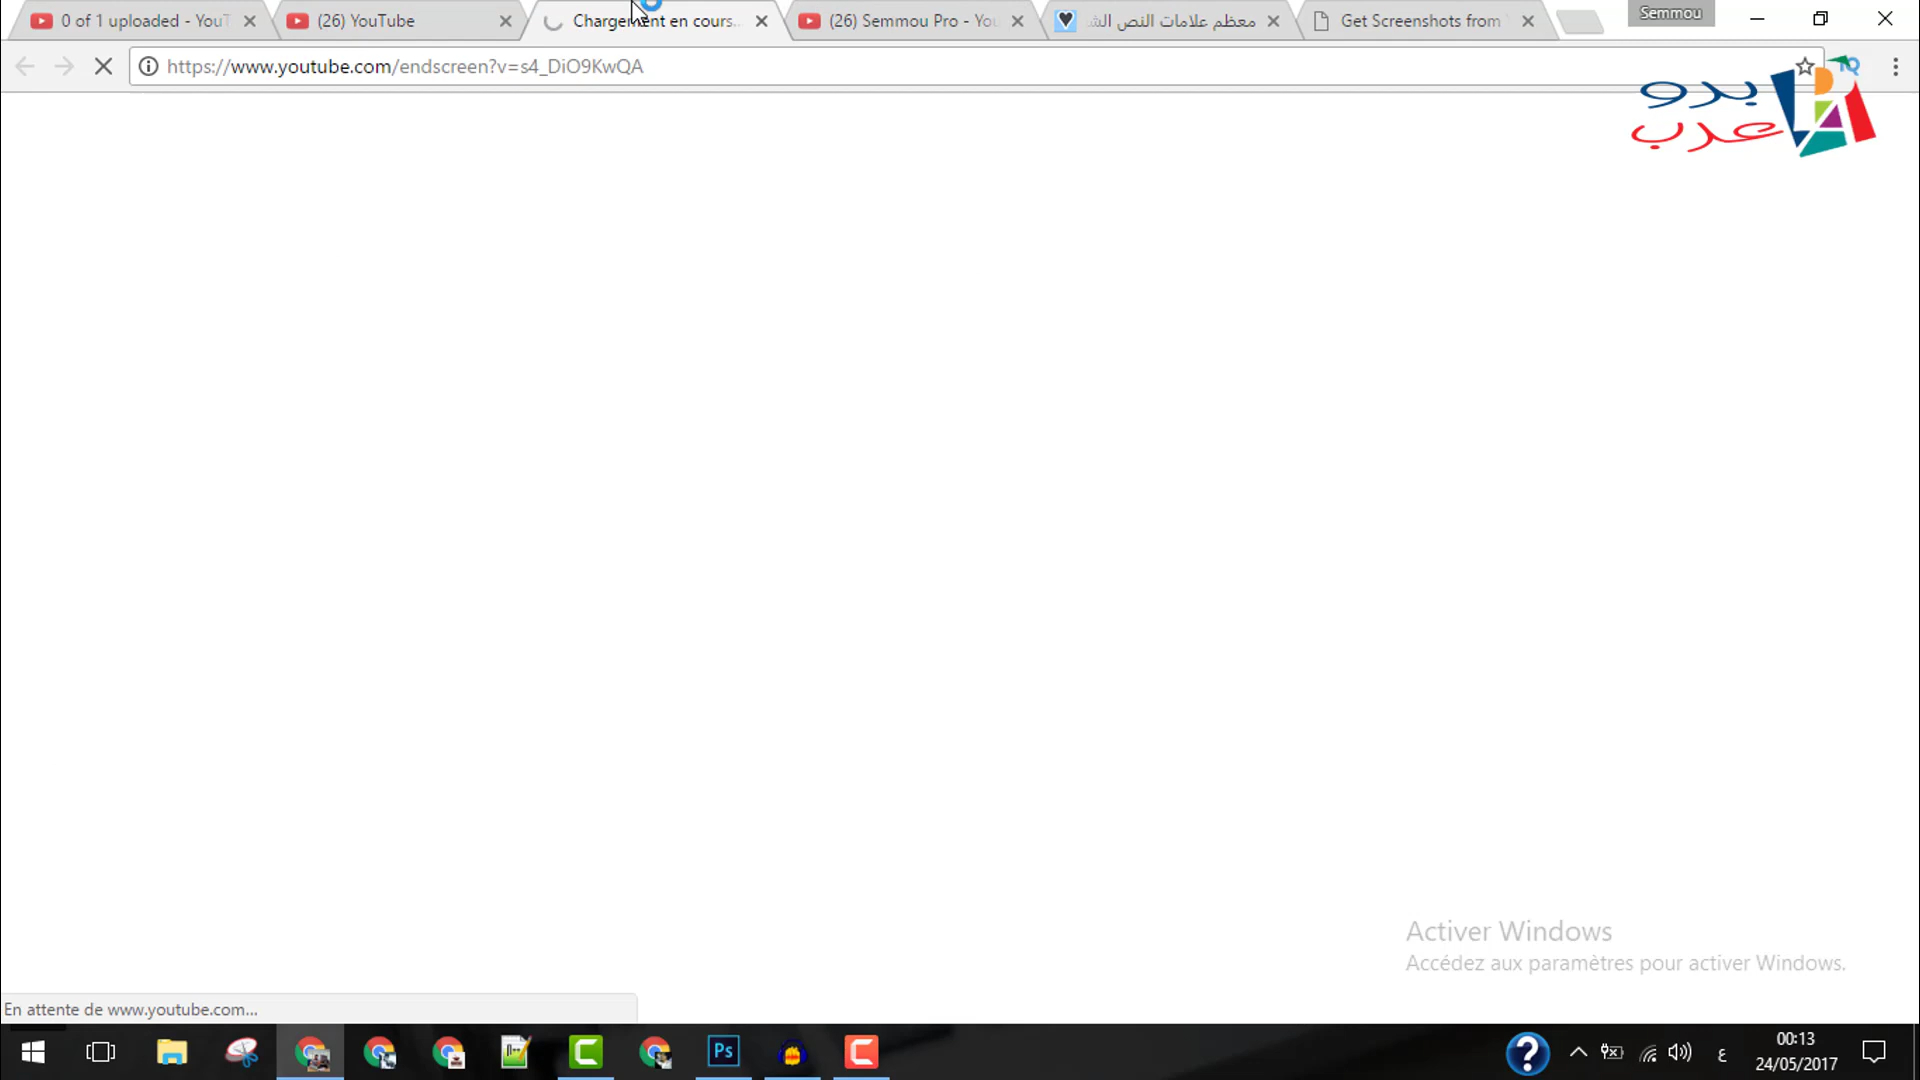 0 of 1 uploaded - YouT
(26) YouTube
Chargement en cours...
(26) Semmou Pro - You
معظم علامات النص الش
Get Screenshots from
Semmou
https://www.youtube.com/endscreen?v=s4_DiO9KwQA
بدو
عرب
Activer Windows
Accédez aux paramètres pour activer Windows.
En attente de www.youtube.com...
Ps
ع
00:13
24/05/2017